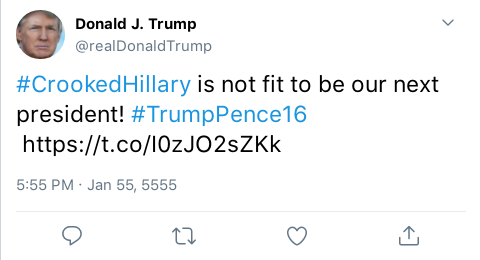 Donald J. Trump
@realDonaldTrump
#CrookedHillary is not fit to be our next
president! #TrumpPence16
https://t.co/I0zJO2sZKk
5:55 PM · Jan 55, 5555